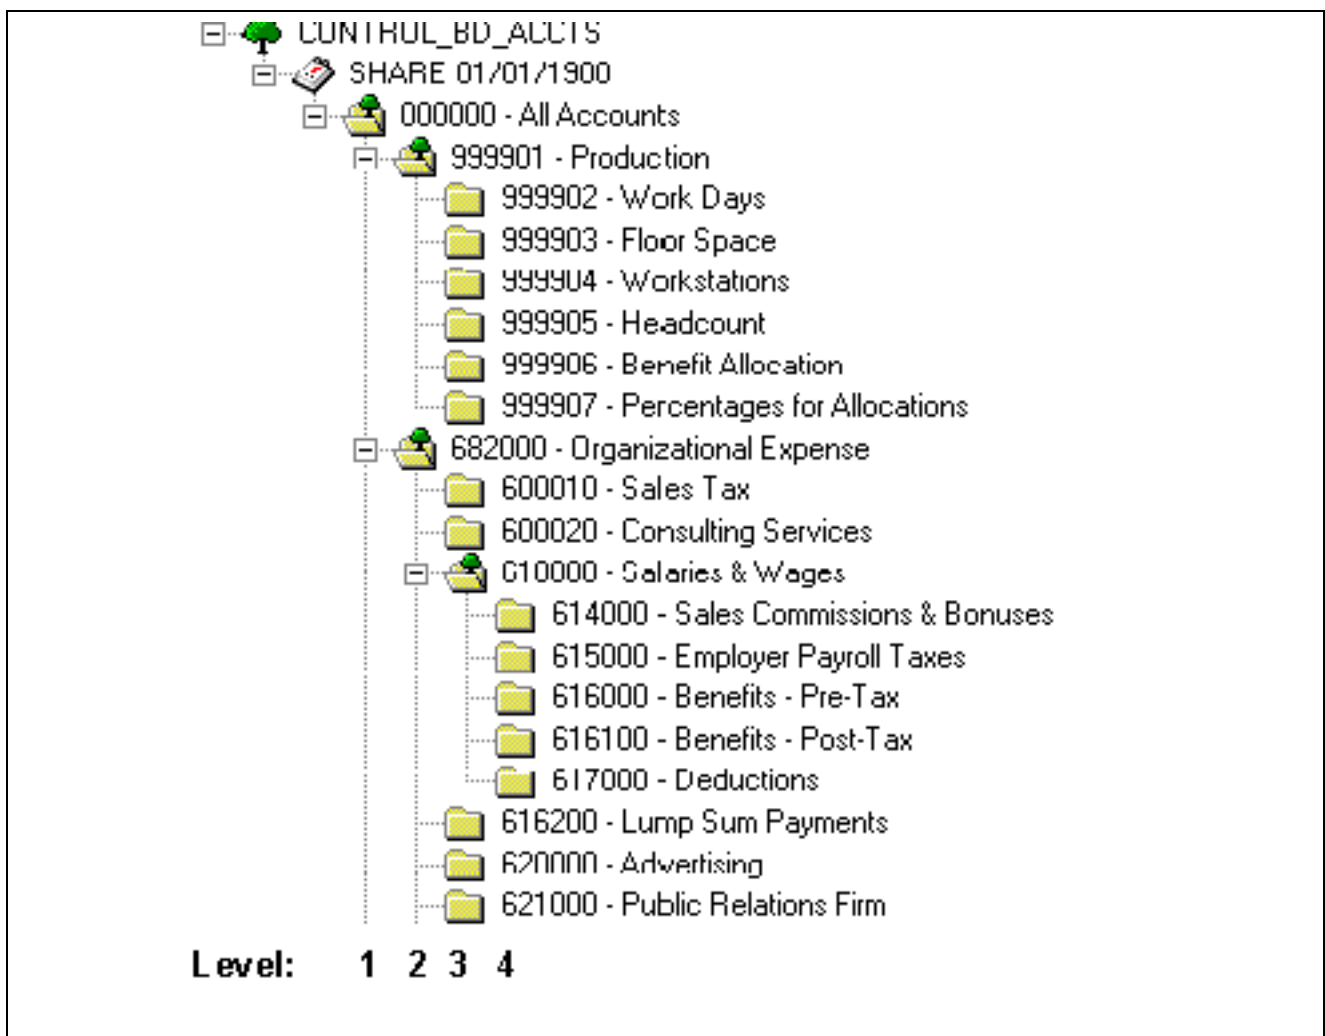 CONTROL_BD_ACCTS
SHARE 01/01/1900
000000 - All Accounts
999901 - Production
999902 - Work Days
999903 - Floor Space
999904 - Workstations
999905 - Headcount
999906 - Benefit Allocation
999907 - Percentages for Allocations
682000 - Organizational Expense
600010 - Sales Tax
600020 - Consulting Services
610000 - Salaries & Wages
614000 - Sales Commissions & Bonuses
615000 - Employer Payroll Taxes
616000 - Benefits - Pre-Tax
616100 - Benefits - Post-Tax
617000 - Deductions
616200 - Lump Sum Payments
620000 - Advertising
621000 - Public Relations Firm
Level: 1 2 3 4